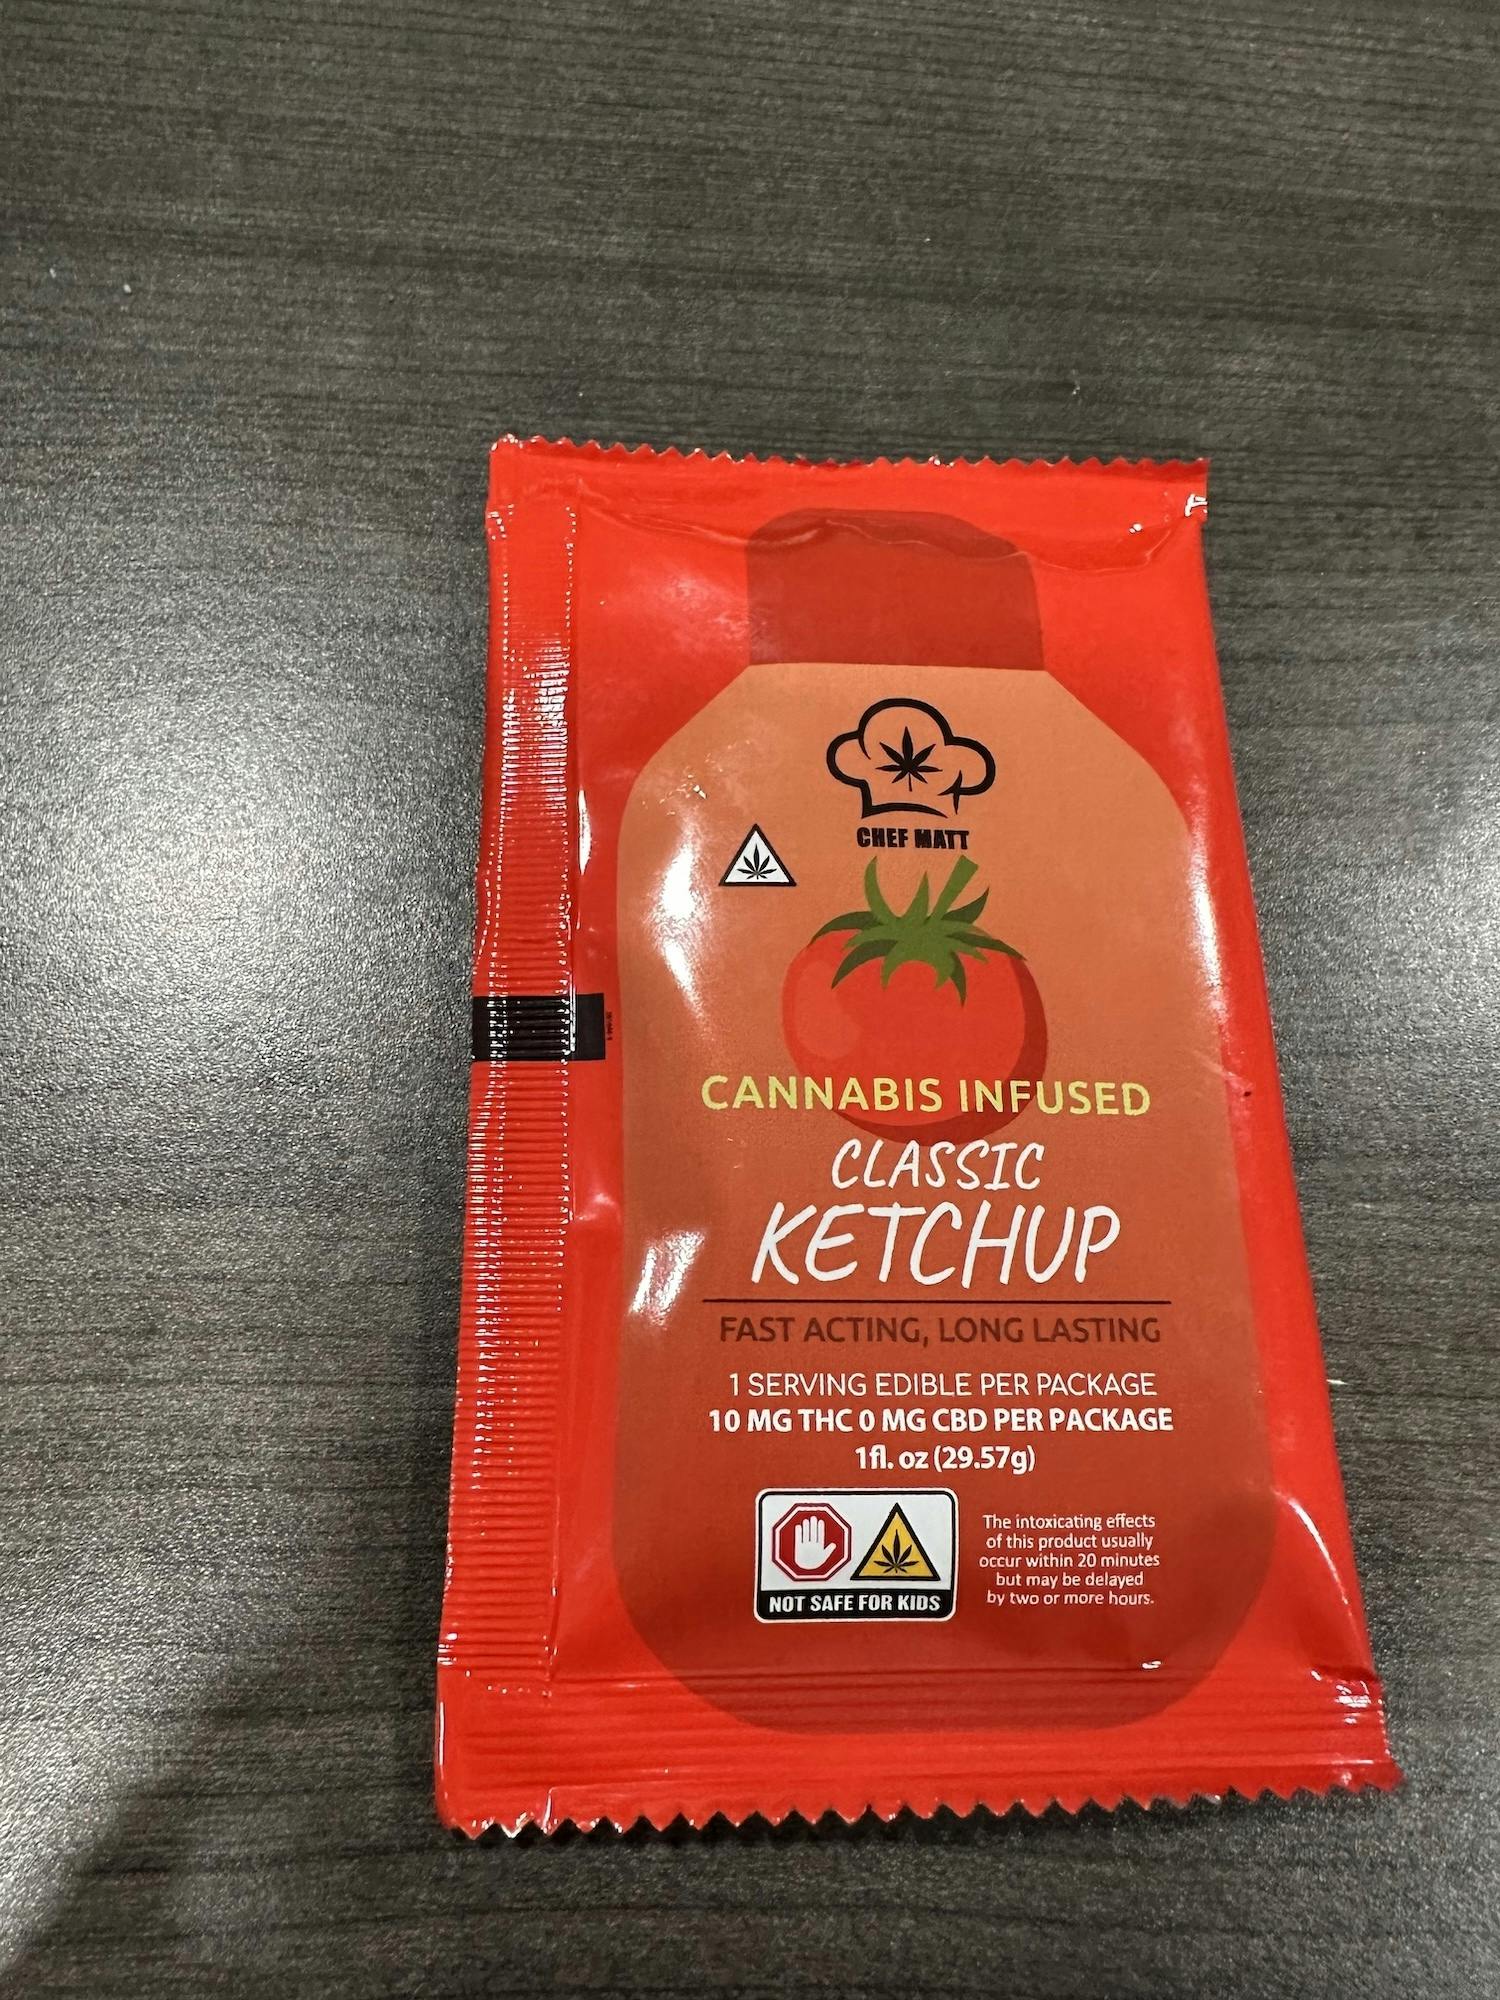 CHEF MATT
CANNABIS INFUSED
CLASSIC
KETCHUP
FAST ACTING, LONG LASTING
1 SERVING EDIBLE PER PACKAGE
10 MG THC 0 MG CBD PER PACKAGE
1fl. oz (29.57g)
NOT SAFE FOR KIDS
The intoxicating effects
of this product usually
occur within 20 minutes
but may be delayed
by two or more hours.